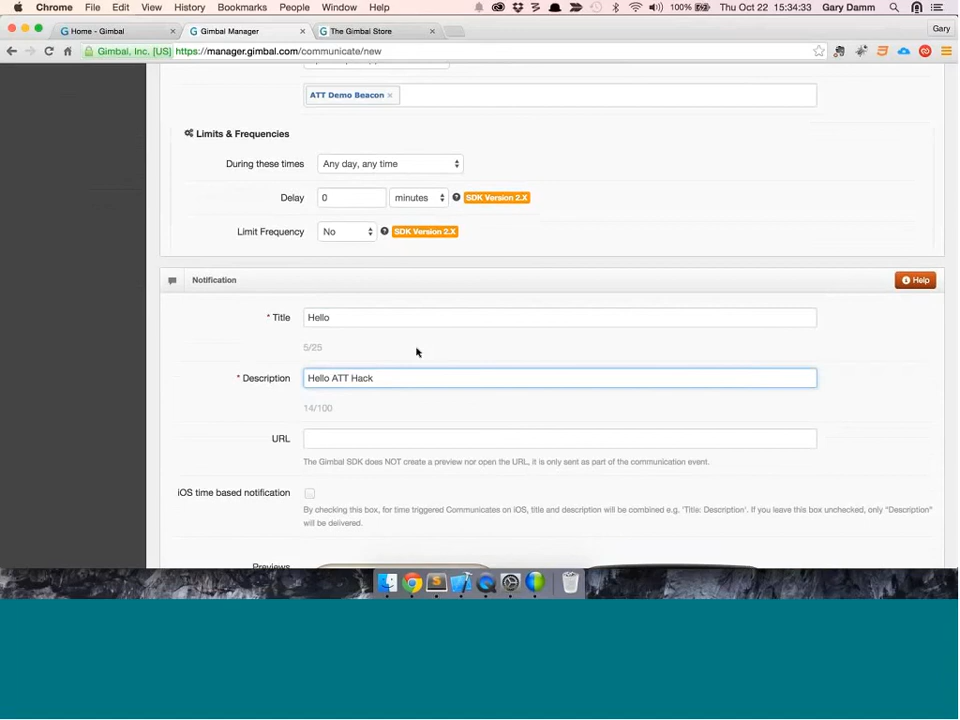 Chrome File Edit View History Bookmarks People Window Help 100% Thu Oct 22 15:34:33 Gary Damm
Home - Gimbal Gimbal Manager The Gimbal Store Gary
Gimbal, Inc. [US] https://manager.gimbal.com/communicate/new
ATT Demo Beacon ×
Limits & Frequencies
During these times Any day, any time
Delay 0 minutes SDK Version 2.X
Limit Frequency No SDK Version 2.X
Notification Help
* Title Hello
5/25
* Description Hello ATT Hack
14/100
URL
The Gimbal SDK does NOT create a preview nor open the URL, it is only sent as part of the communication event.
iOS time based notification
By checking this box, for time triggered Communicates on iOS, title and description will be combined e.g. 'Title: Description'. If you leave this box unchecked, only "Description"
will be delivered.
Previews